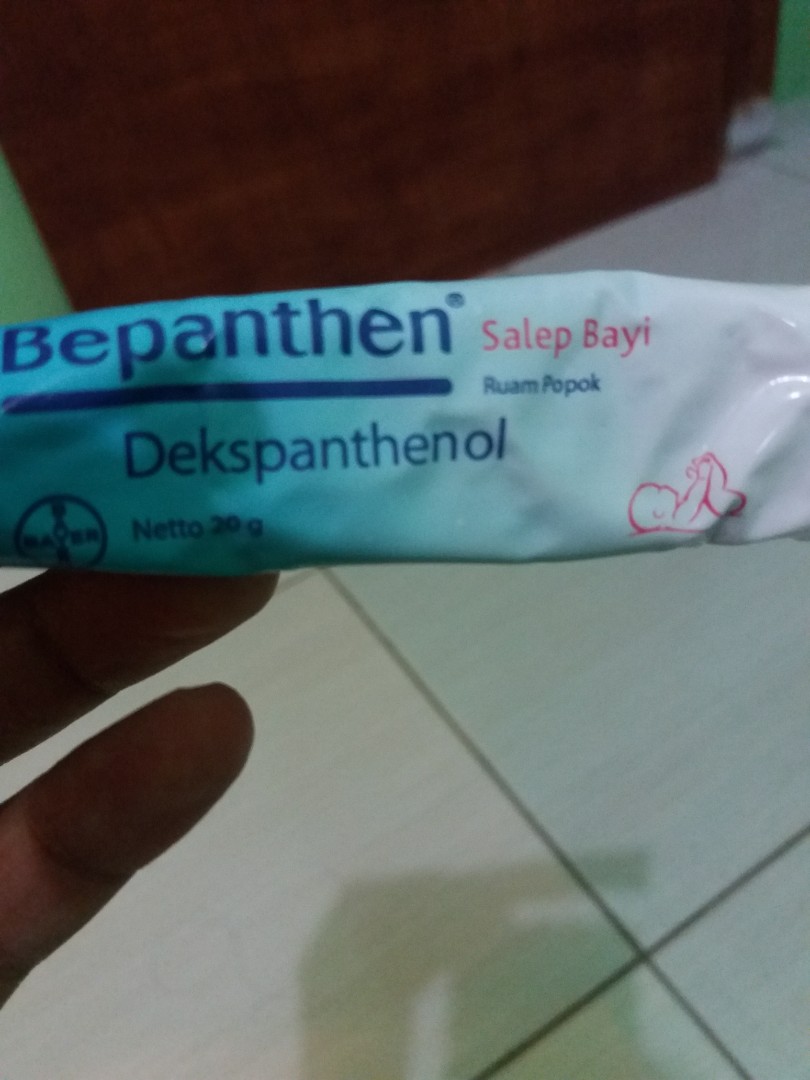 Bepanthen® Salep Bayi
Ruam Popok
Dekspanthenol
BAYER
Netto 20 g